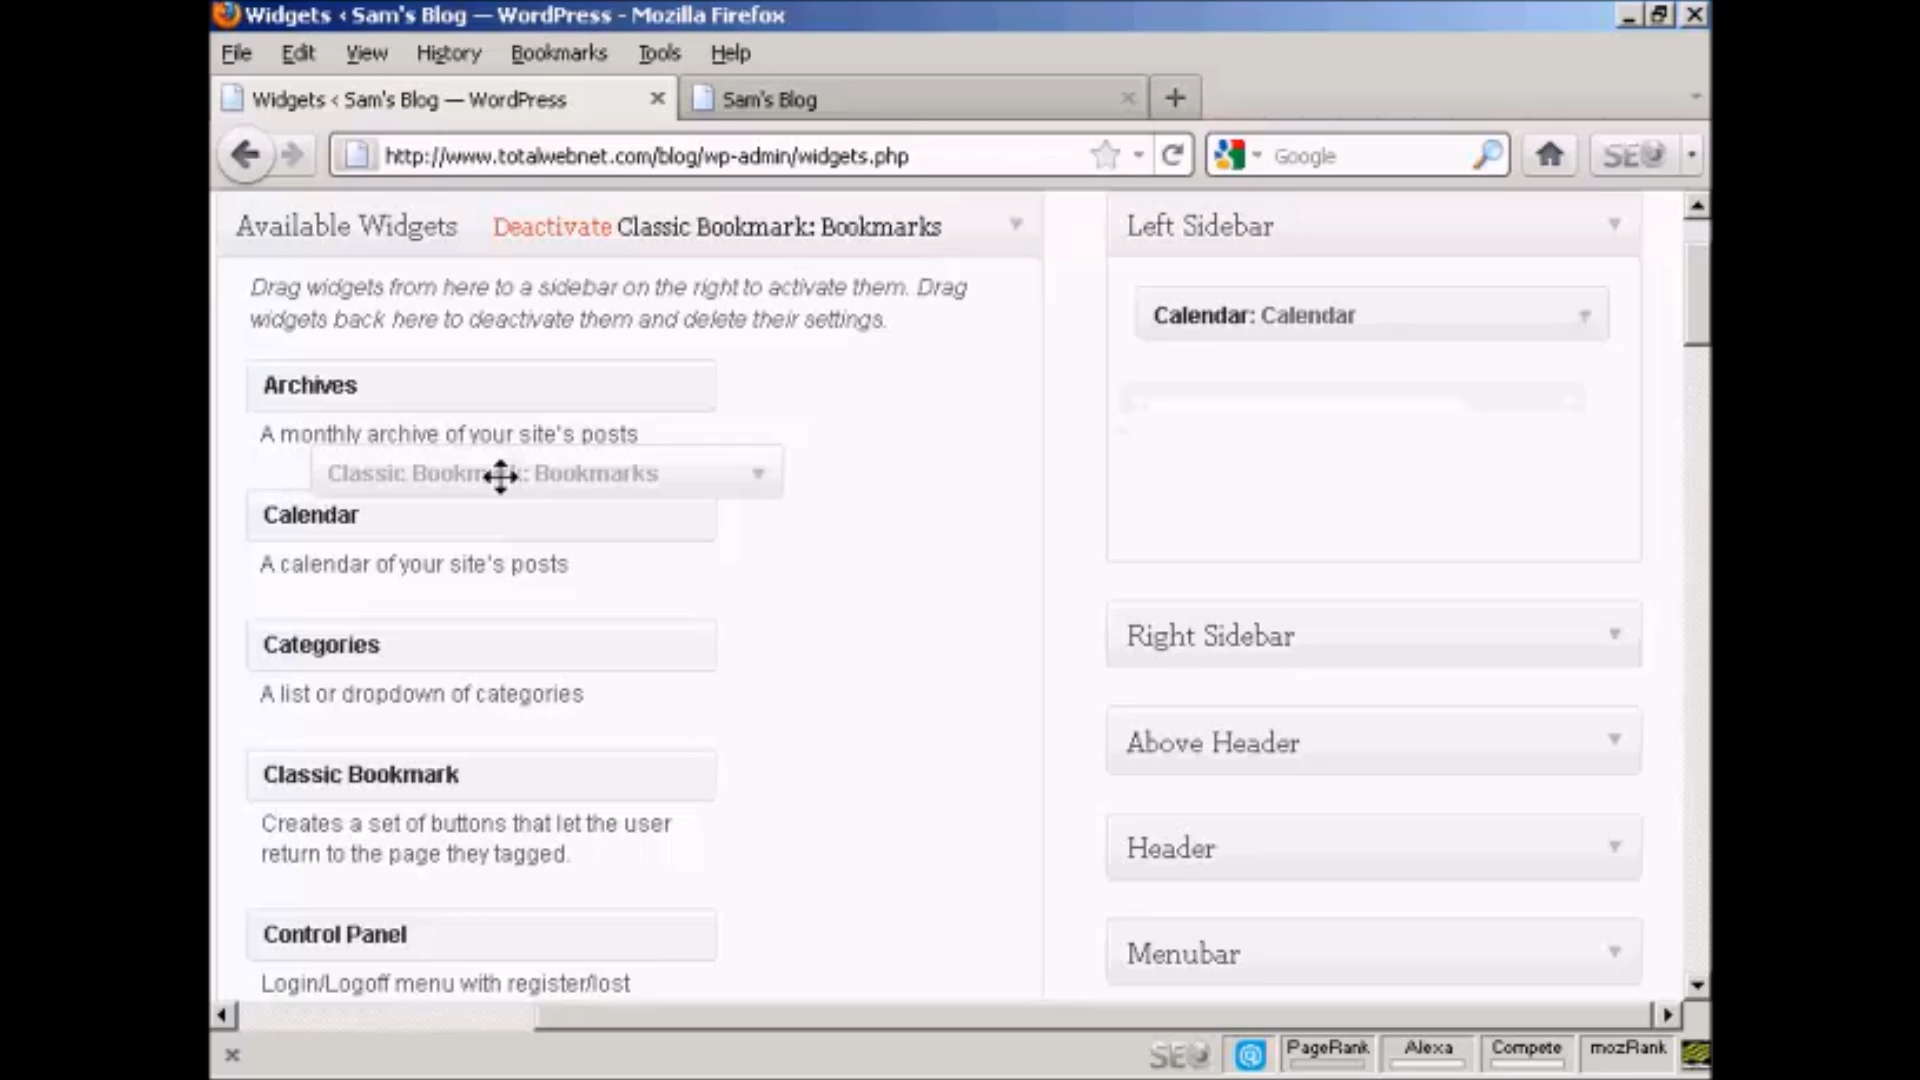 Widgets ‹ Sam's Blog — WordPress - Mozilla Firefox
File Edit View History Bookmarks Tools Help
Widgets ‹ Sam's Blog — WordPress
Sam's Blog
http://www.totalwebnet.com/blog/wp-admin/widgets.php
Google
SEO
Available Widgets Deactivate Classic Bookmark: Bookmarks
Drag widgets from here to a sidebar on the right to activate them. Drag
widgets back here to deactivate them and delete their settings.
Archives
A monthly archive of your site's posts
Classic Bookmark: Bookmarks
Calendar
A calendar of your site's posts
Categories
A list or dropdown of categories
Classic Bookmark
Creates a set of buttons that let the user
return to the page they tagged.
Control Panel
Login/Logoff menu with register/lost
Left Sidebar
Calendar: Calendar
Right Sidebar
Above Header
Header
Menubar
SEO
PageRank
Alexa
Compete
mozRank